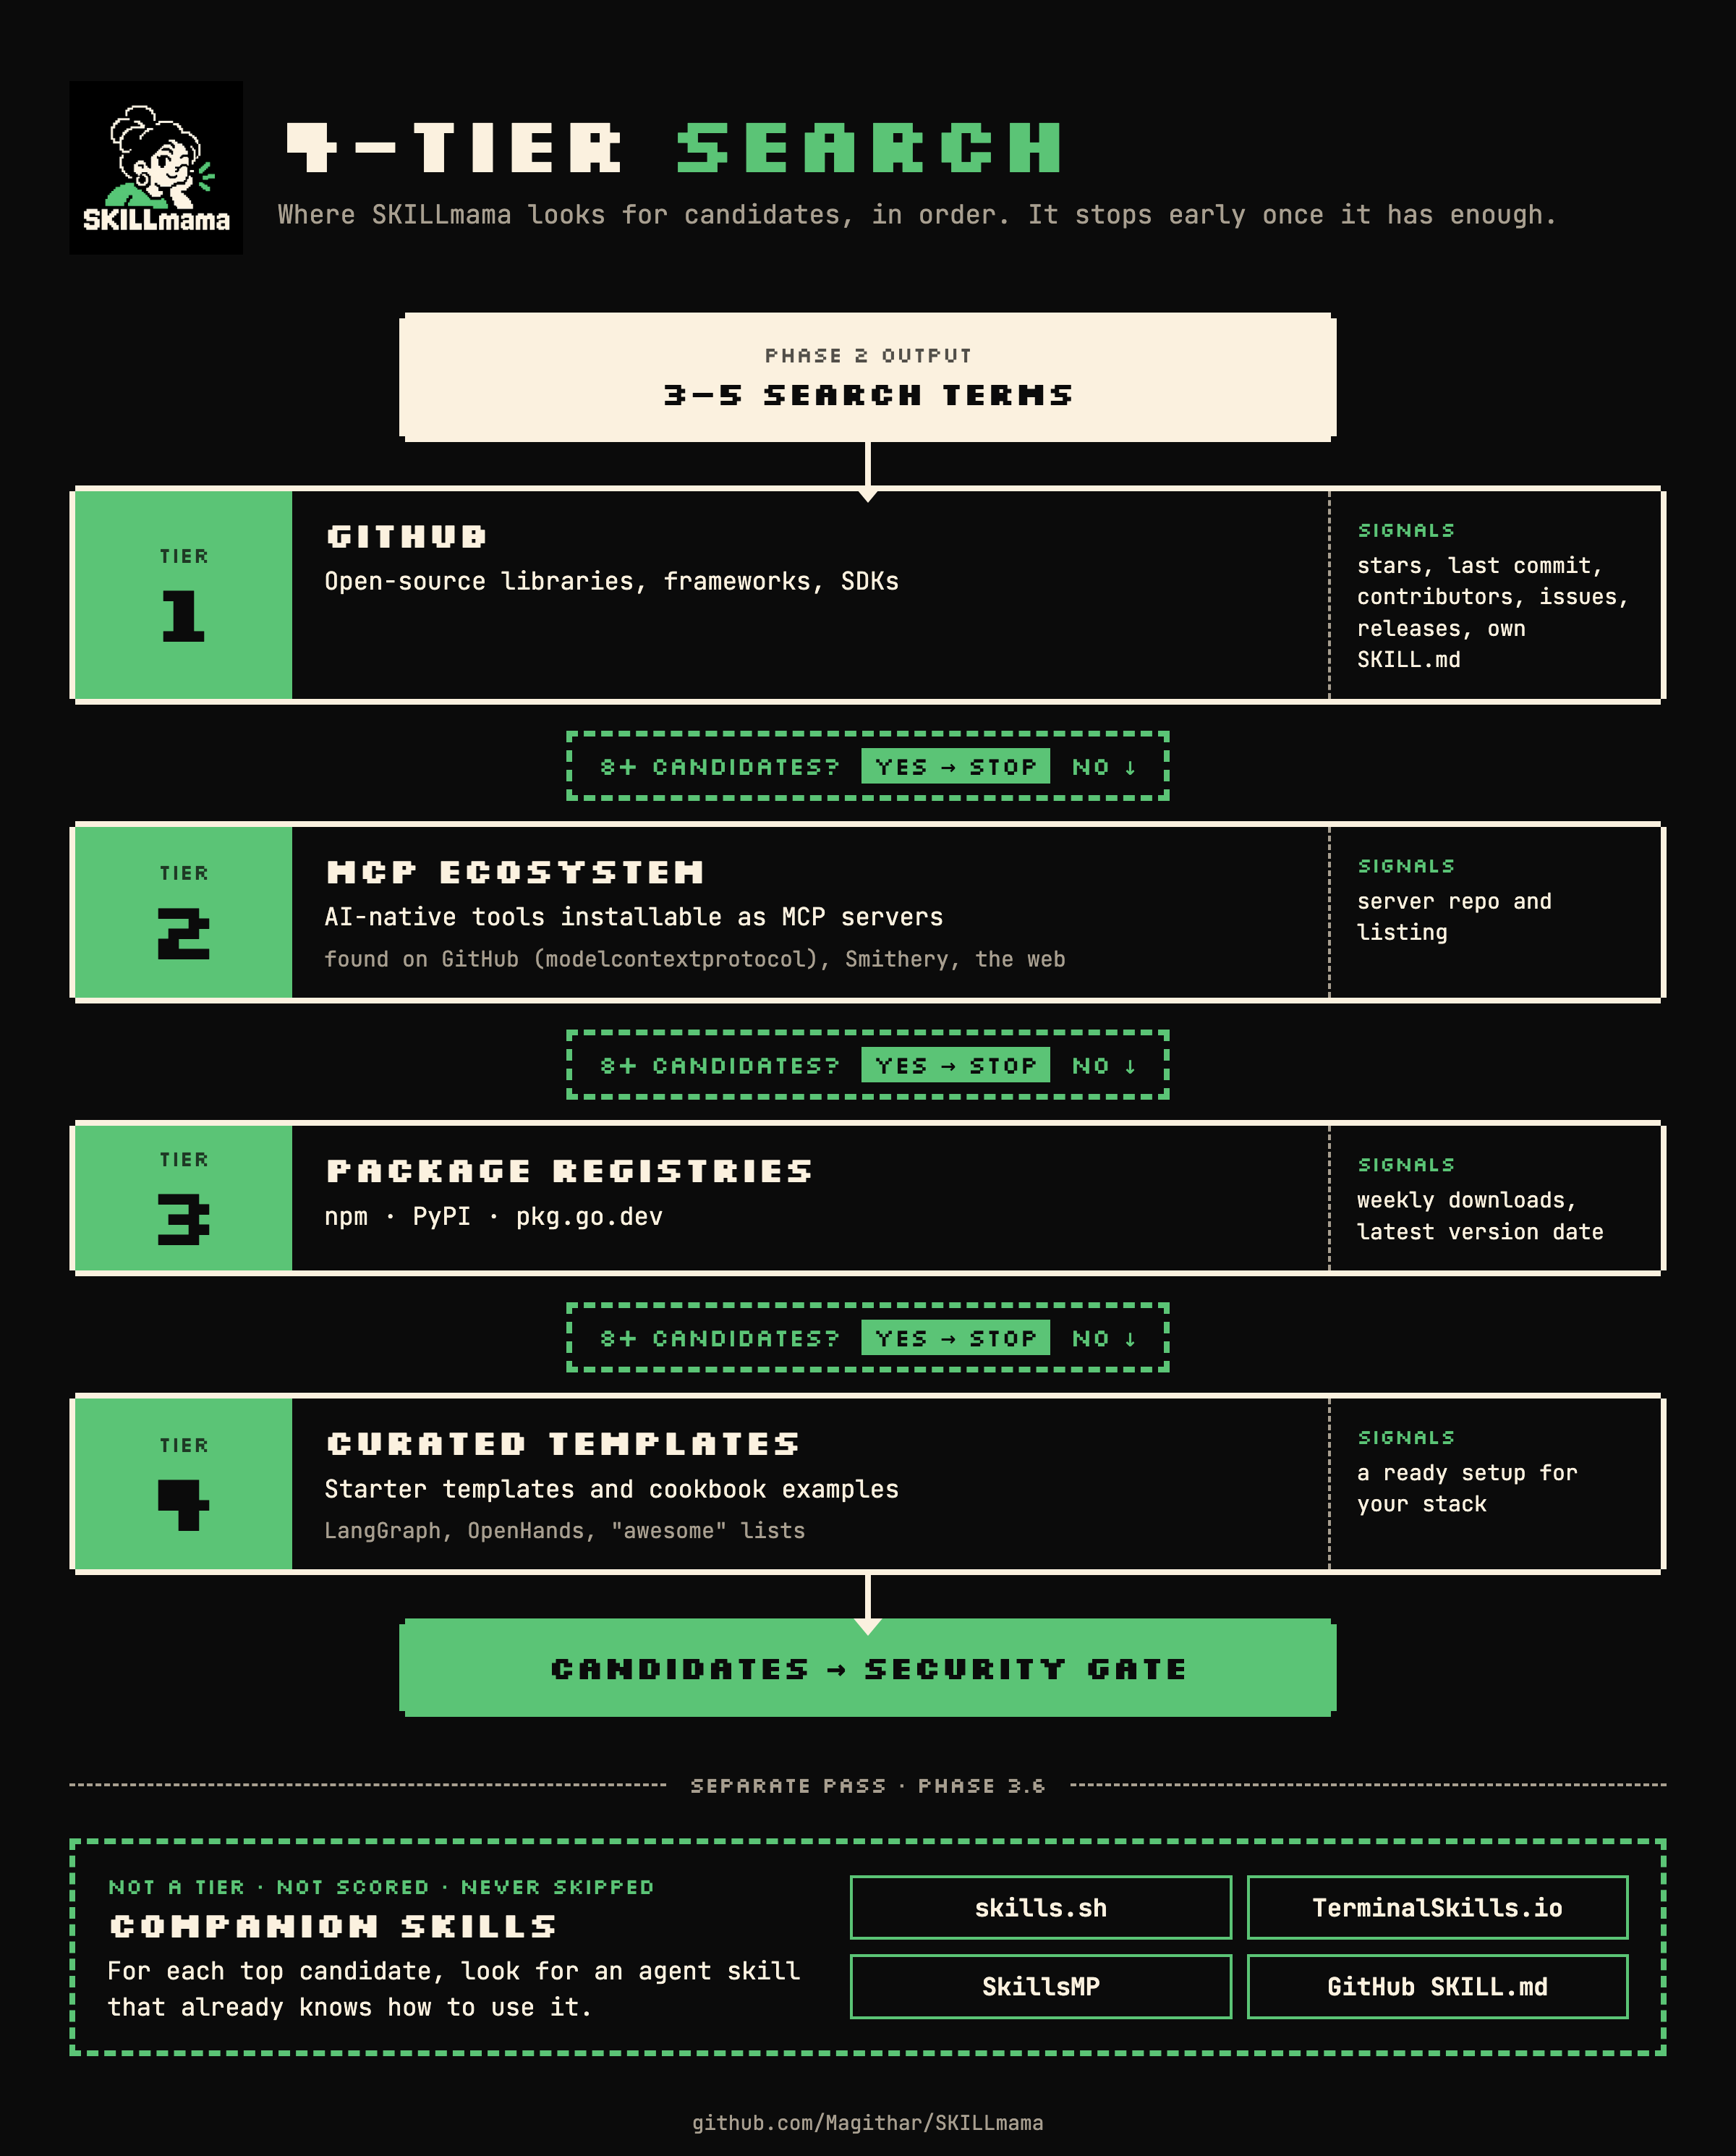 SKILLmama
4-TIER SEARCH
Where SKILLmama looks for candidates, in order. It stops early once it has enough.
PHASE 2 OUTPUT
3-5 SEARCH TERMS
TIER
1
GITHUB
Open-source libraries, frameworks, SDKs
SIGNALS
stars, last commit,
contributors, issues,
releases, own
SKILL.md
8+ CANDIDATES? YES → STOP NO ↓
TIER
2
MCP ECOSYSTEM
AI-native tools installable as MCP servers
found on GitHub (modelcontextprotocol), Smithery, the web
SIGNALS
server repo and
listing
8+ CANDIDATES? YES → STOP NO ↓
TIER
3
PACKAGE REGISTRIES
npm · PyPI · pkg.go.dev
SIGNALS
weekly downloads,
latest version date
8+ CANDIDATES? YES → STOP NO ↓
TIER
4
CURATED TEMPLATES
Starter templates and cookbook examples
LangGraph, OpenHands, "awesome" lists
SIGNALS
a ready setup for
your stack
CANDIDATES → SECURITY GATE
SEPARATE PASS · PHASE 3.6
NOT A TIER · NOT SCORED · NEVER SKIPPED
COMPANION SKILLS
For each top candidate, look for an agent skill
that already knows how to use it.
skills.sh
TerminalSkills.io
SkillsMP
GitHub SKILL.md
github.com/Magithar/SKILLmama